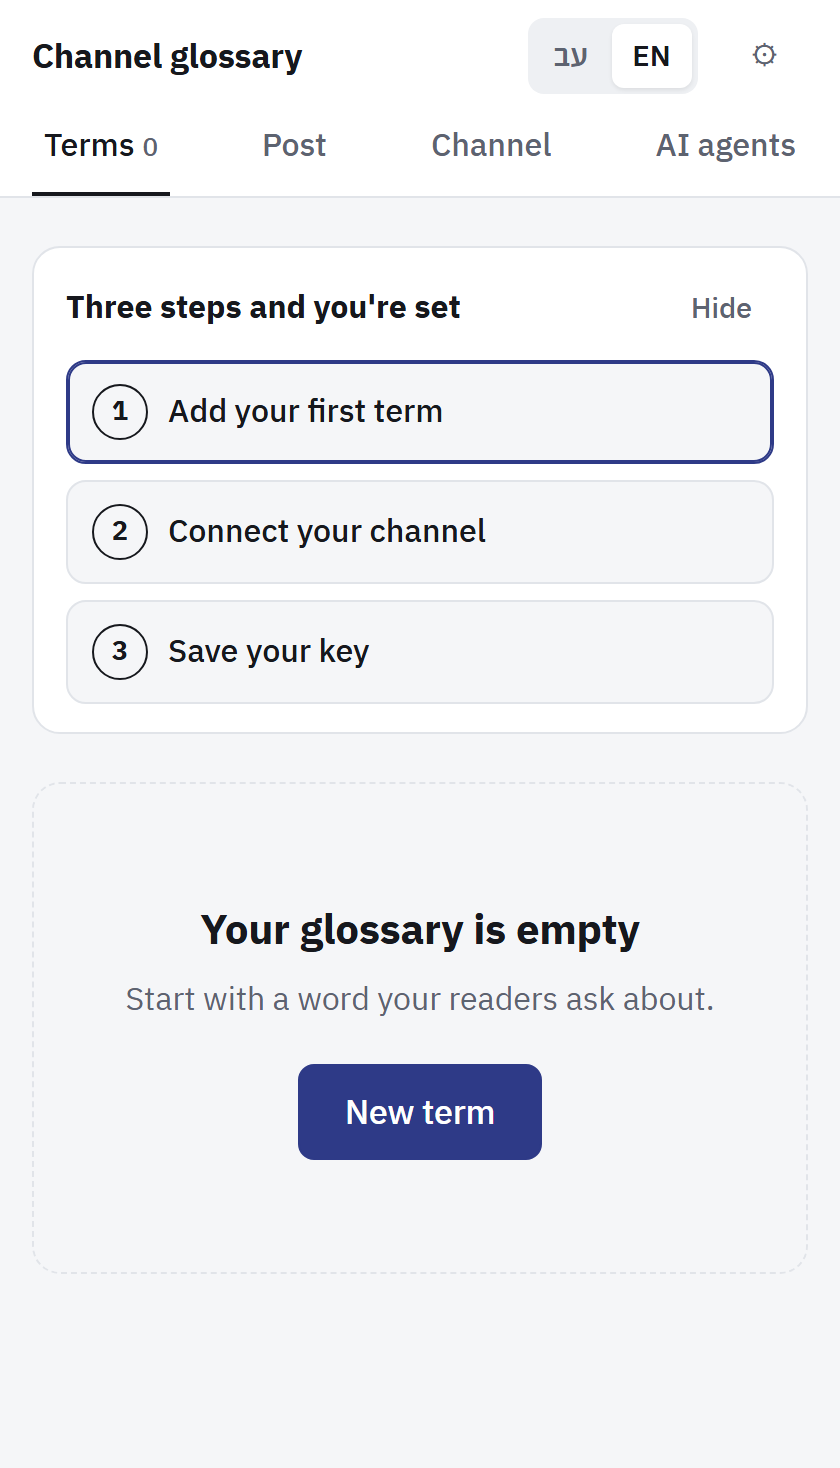 Channel glossary
עב EN
Terms 0 Post Channel AI agents
Three steps and you're set Hide
1 Add your first term
2 Connect your channel
3 Save your key
Your glossary is empty
Start with a word your readers ask about.
New term